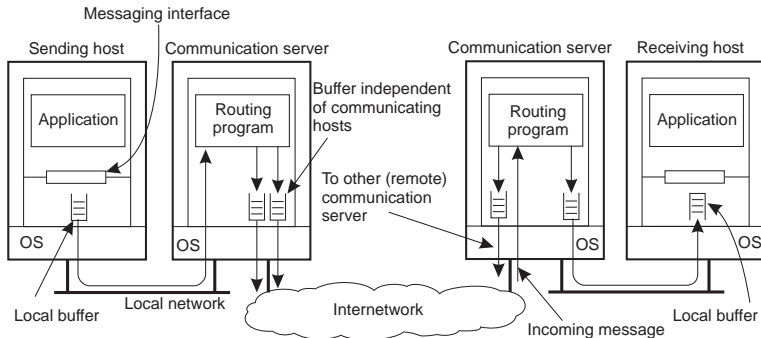 Messaging interface
Sending host
Communication server
Communication server
Receiving host
Buffer independent
of communicating
hosts
Application
Routing
program
Routing
program
Application
To other (remote)
communication
server
OS
OS
OS
OS
Local network
Internetwork
Local buffer
Incoming message
Local buffer